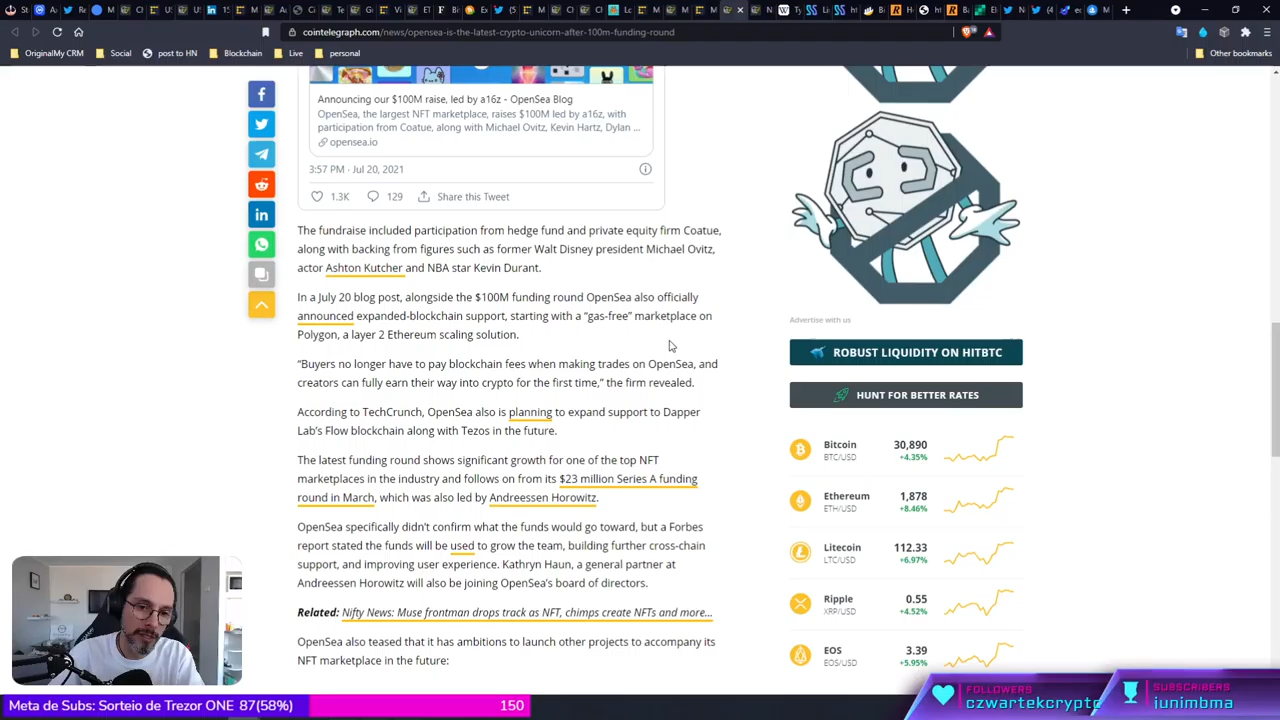 cointelegraph.com/news/opensea-is-the-latest-crypto-unicorn-after-100m-funding-round
OriginalMy CRM
Social
post to HN
Blockchain
Live
personal
Other bookmarks
Announcing our $100M raise, led by a16z - OpenSea Blog
OpenSea, the largest NFT marketplace, raises $100M led by a16z, with
participation from Coatue, along with Michael Ovitz, Kevin Hartz, Dylan ...
opensea.io
3:57 PM · Jul 20, 2021
1.3K 129 Share this Tweet
The fundraise included participation from hedge fund and private equity firm Coatue,
along with backing from figures such as former Walt Disney president Michael Ovitz,
actor Ashton Kutcher and NBA star Kevin Durant.
In a July 20 blog post, alongside the $100M funding round OpenSea also officially
announced expanded-blockchain support, starting with a “gas-free” marketplace on
Polygon, a layer 2 Ethereum scaling solution.
“Buyers no longer have to pay blockchain fees when making trades on OpenSea, and
creators can fully earn their way into crypto for the first time,” the firm revealed.
According to TechCrunch, OpenSea also is planning to expand support to Dapper
Lab’s Flow blockchain along with Tezos in the future.
The latest funding round shows significant growth for one of the top NFT
marketplaces in the industry and follows on from its $23 million Series A funding
round in March, which was also led by Andreessen Horowitz.
OpenSea specifically didn’t confirm what the funds would go toward, but a Forbes
report stated the funds will be used to grow the team, building further cross-chain
support, and improving user experience. Kathryn Haun, a general partner at
Andreessen Horowitz will also be joining OpenSea’s board of directors.
Related: Nifty News: Muse frontman drops track as NFT, chimps create NFTs and more...
OpenSea also teased that it has ambitions to launch other projects to accompany its
NFT marketplace in the future:
Advertise with us
ROBUST LIQUIDITY ON HITBTC
HUNT FOR BETTER RATES
Bitcoin 30,890
BTC/USD +4.35%
Ethereum 1,878
ETH/USD +8.46%
Litecoin 112.33
LTC/USD +6.97%
Ripple 0.55
XRP/USD +4.52%
EOS 3.39
EOS/USD +5.95%
Meta de Subs: Sorteio de Trezor ONE 87(58%) 150
FOLLOWERS
czwartekcrypto
SUBSCRIBERS
junimbma